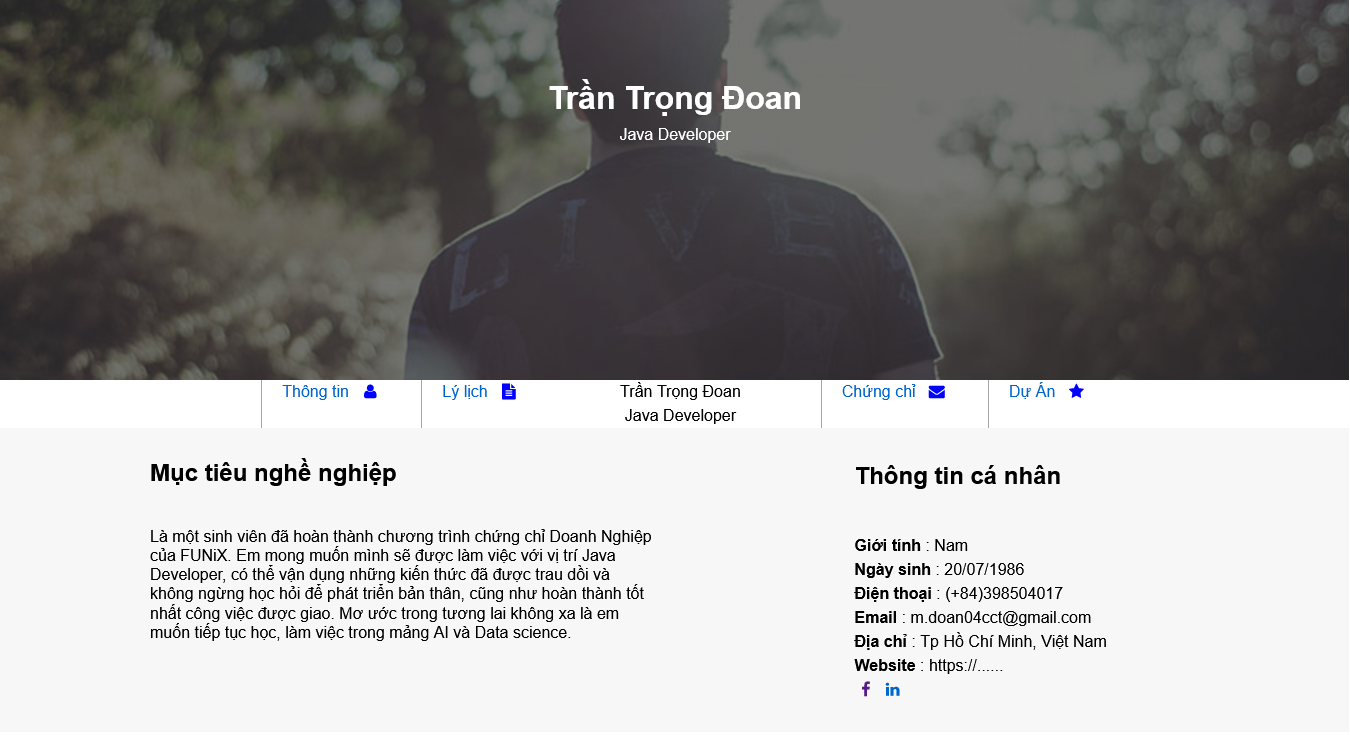 Trần Trọng Đoan
Java Developer
LIVE
Thông tin
Lý lịch
Trần Trọng Đoan
Java Developer
Chứng chỉ
Dự Án
Mục tiêu nghề nghiệp
Là một sinh viên đã hoàn thành chương trình chứng chỉ Doanh Nghiệp
của FUNiX. Em mong muốn mình sẽ được làm việc với vị trí Java
Developer, có thể vận dụng những kiến thức đã được trau dồi và
không ngừng học hỏi để phát triển bản thân, cũng như hoàn thành tốt
nhất công việc được giao. Mơ ước trong tương lai không xa là em
muốn tiếp tục học, làm việc trong mảng AI và Data science.
Thông tin cá nhân
Giới tính : Nam
Ngày sinh : 20/07/1986
Điện thoại : (+84)398504017
Email : m.doan04cct@gmail.com
Địa chỉ : Tp Hồ Chí Minh, Việt Nam
Website : https://......